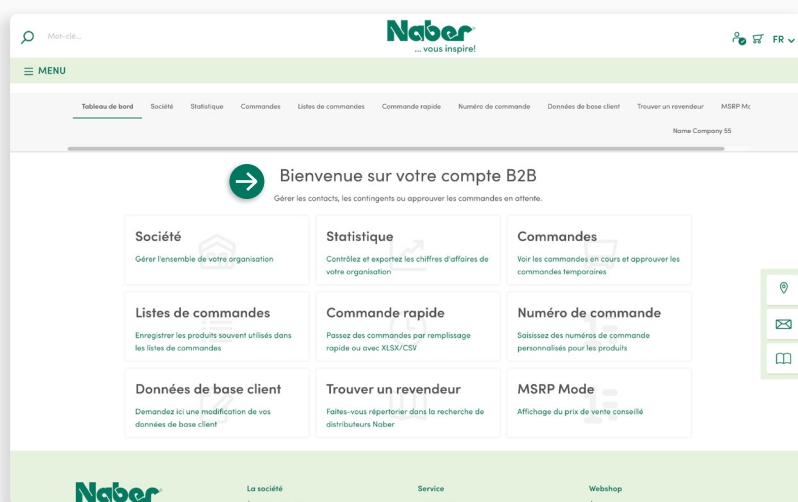 Mot-clé...
Naber
... vous inspire!
FR
MENU
Tableau de bord Société Statistique Commandes Listes de commandes Commande rapide Numéro de commande Données de base client Trouver un revendeur MSRP Mo
Name Company 55
Bienvenue sur votre compte B2B
Gérer les contacts, les contingents ou approuver les commandes en attente.
Société
Gérer l'ensemble de votre organisation
Statistique
Contrôlez et exportez les chiffres d'affaires de
votre organisation
Commandes
Voir les commandes en cours et approuver les
commandes temporaires
Listes de commandes
Enregistrer les produits souvent utilisés dans
les listes de commandes
Commande rapide
Passez des commandes par remplissage
rapide ou avec XLSX/CSV
Numéro de commande
Saisissez des numéros de commande
personnalisés pour les produits
Données de base client
Demandez ici une modification de vos
données de base client
Trouver un revendeur
Faites-vous répertorier dans la recherche de
distributeurs Naber
MSRP Mode
Affichage du prix de vente conseillé
Naber
La société
Service
Webshop